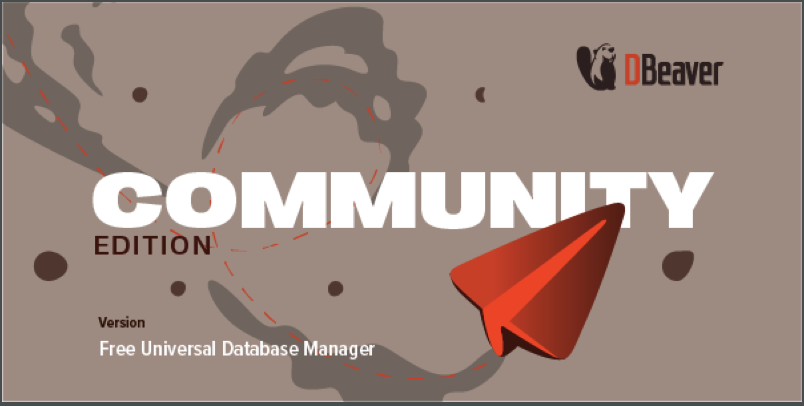 DBeaver
COMMUNITY
EDITION
Version
Free Universal Database Manager